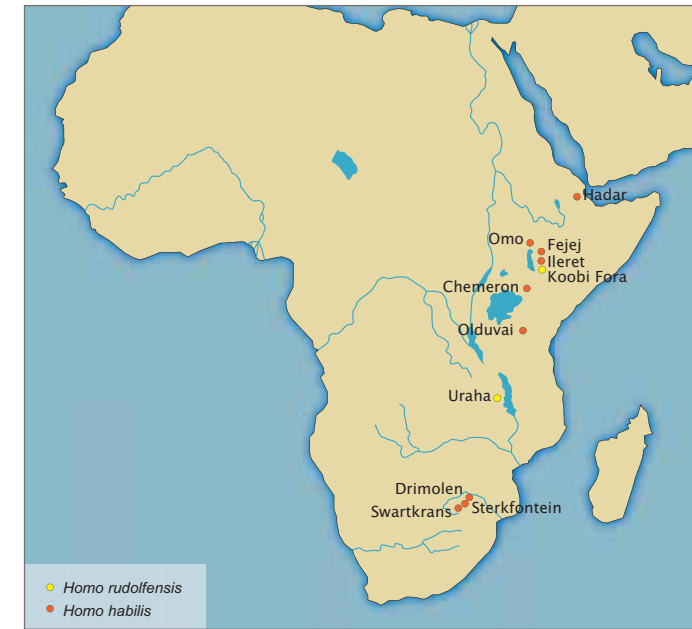 Hadar
Omo
Fejej
Ileret
Koobi Fora
Chemeron
Olduvai
Uraha
Drimolen
Swartkrans
Sterkfontein
Homo rudolfensis
Homo habilis